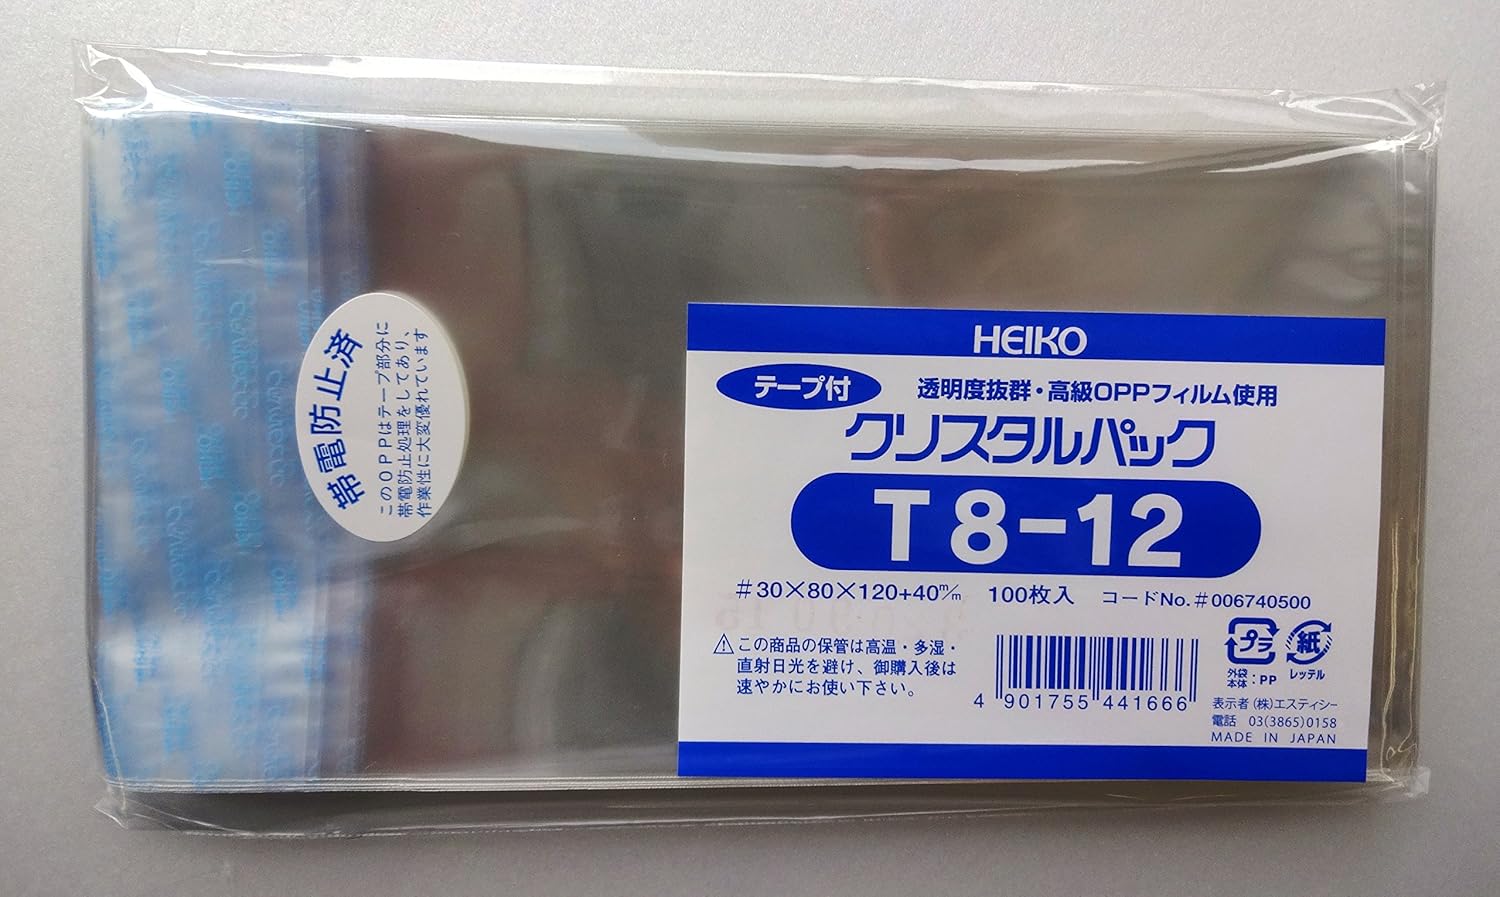 帯電防止済
このOPPはテープ部分に
帯電防止処理をしてあり、
作業性に大変優れています
HEIKO
テープ付
透明度抜群・高級OPPフィルム使用
クリスタルパック
T8-12
#30×80×120+40m/m 100枚入 コードNo.#006740500
⚠この商品の保管は高温・多湿・
直射日光を避け、御購入後は
速やかにお使い下さい。
4 901755 441666
プラ
外袋
本体:PP
紙
レッテル
表示者(株)エスティシー
電話 03(3865)0158
MADE IN JAPAN